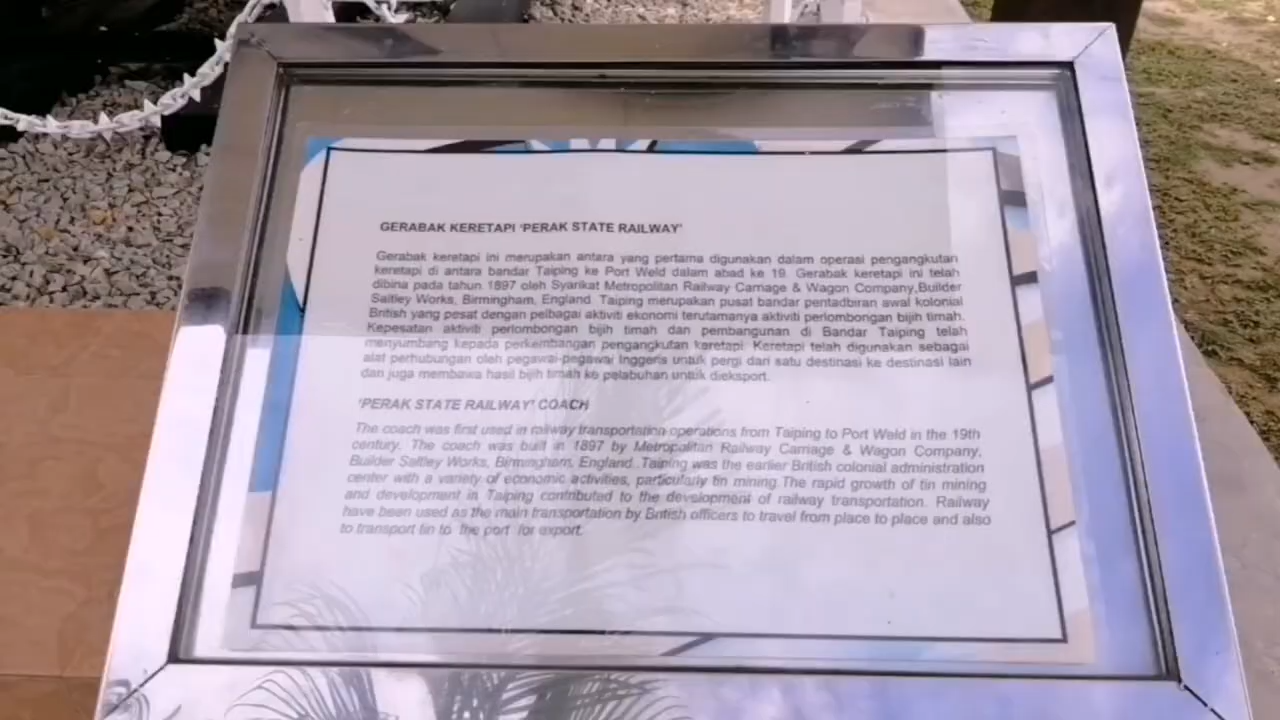 GERABAK KERETAPI 'PERAK STATE RAILWAY'
Gerabak keretapi ini merupakan antara yang pertama digunakan dalam operasi pengangkutan
keretapi di antara bandar Taiping ke Port Weld dalam abad ke 19. Gerabak keretapi ini telah
dibina pada tahun 1897 oleh Syarikat Metropolitan Railway Carriage & Wagon Company,Builder
Saltley Works, Birmingham, England. Taiping merupakan pusat bandar pentadbiran awal kolonial
British yang pesat dengan pelbagai aktiviti ekonomi terutamanya aktiviti perlombongan bijih timah.
Kepesatan aktiviti perlombongan bijih timah dan pembangunan di Bandar Taiping telah
menyumbang kepada perkembangan pengangkutan keretapi. Keretapi telah digunakan sebagai
alat perhubungan oleh pegawai-pegawai Inggeris untuk pergi dari satu destinasi ke destinasi lain
dan juga membawa hasil bijih timah ke pelabuhan untuk dieksport.
'PERAK STATE RAILWAY' COACH
The coach was first used in railway transportation operations from Taiping to Port Weld in the 19th
century. The coach was built in 1897 by Metropolitan Railway Carriage & Wagon Company,
Builder Saltley Works, Birmingham, England. Taiping was the earlier British colonial administration
center with a variety of economic activities, particularly tin mining.The rapid growth of tin mining
and development in Taiping contributed to the development of railway transportation. Railway
have been used as the main transportation by British officers to travel from place to place and also
to transport tin to the port for export.